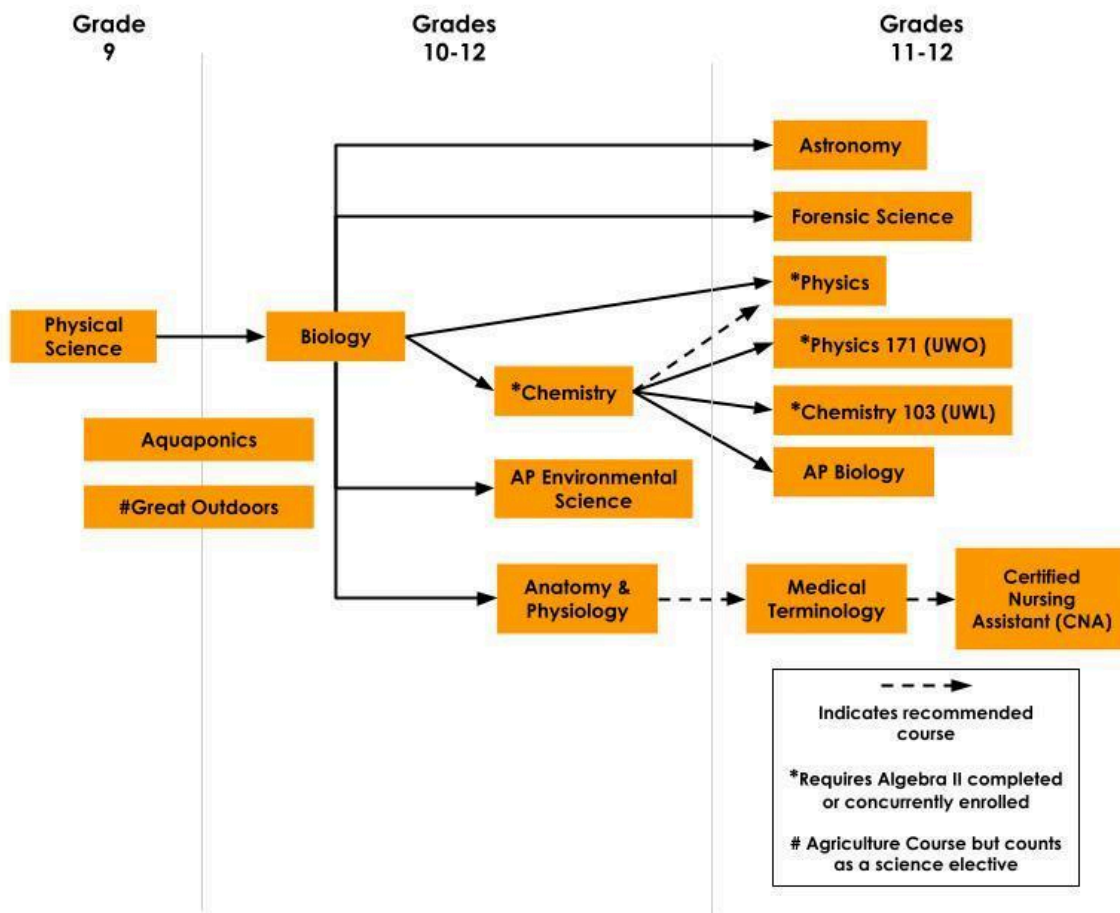 Grade
9
Grades
10-12
Grades
11-12
Astronomy
Forensic Science
*Physics
Physical
Science
Biology
*Physics 171 (UWO)
*Chemistry
*Chemistry 103 (UWL)
Aquaponics
AP Biology
AP Environmental
Science
#Great Outdoors
Anatomy &
Physiology
Medical
Terminology
Certified
Nursing
Assistant (CNA)
Indicates recommended
course
*Requires Algebra II completed
or concurrently enrolled
# Agriculture Course but counts
as a science elective